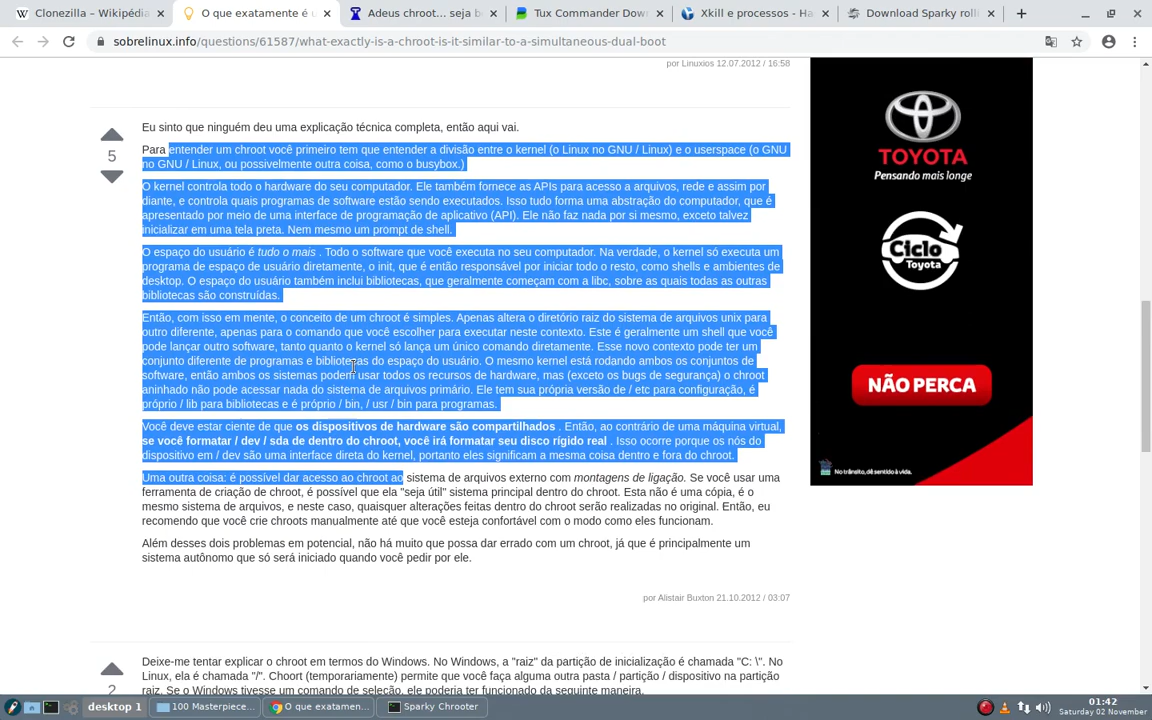 Clonezilla – Wikipédia
O que exatamente é u
Adeus chroot... seja b
Tux Commander Dow
Xkill e processos - Ha
Download Sparky rolli
sobrelinux.info/questions/61587/what-exactly-is-a-chroot-is-it-similar-to-a-simultaneous-dual-boot
por Linuxios 12.07.2012 / 16:58
5
Eu sinto que ninguém deu uma explicação técnica completa, então aqui vai.
Para entender um chroot você primeiro tem que entender a divisão entre o kernel (o Linux no GNU / Linux) e o userspace (o GNU
no GNU / Linux, ou possivelmente outra coisa, como o busybox.)
O kernel controla todo o hardware do seu computador. Ele também fornece as APIs para acesso a arquivos, rede e assim por
diante, e controla quais programas de software estão sendo executados. Isso tudo forma uma abstração do computador, que é
apresentado por meio de uma interface de programação de aplicativo (API). Ele não faz nada por si mesmo, exceto talvez
inicializar em uma tela preta. Nem mesmo um prompt de shell.
O espaço do usuário é tudo o mais . Todo o software que você executa no seu computador. Na verdade, o kernel só executa um
programa de espaço de usuário diretamente, o init, que é então responsável por iniciar todo o resto, como shells e ambientes de
desktop. O espaço do usuário também inclui bibliotecas, que geralmente começam com a libc, sobre as quais todas as outras
bibliotecas são construídas.
Então, com isso em mente, o conceito de um chroot é simples. Apenas altera o diretório raiz do sistema de arquivos unix para
outro diferente, apenas para o comando que você escolher para executar neste contexto. Este é geralmente um shell que você
pode lançar outro software, tanto quanto o kernel só lança um único comando diretamente. Esse novo contexto pode ter um
conjunto diferente de programas e bibliotecas do espaço do usuário. O mesmo kernel está rodando ambos os conjuntos de
software, então ambos os sistemas podem usar todos os recursos de hardware, mas (exceto os bugs de segurança) o chroot
aninhado não pode acessar nada do sistema de arquivos primário. Ele tem sua própria versão de / etc para configuração, é
próprio / lib para bibliotecas e é próprio / bin, / usr / bin para programas.
Você deve estar ciente de que os dispositivos de hardware são compartilhados . Então, ao contrário de uma máquina virtual,
se você formatar / dev / sda de dentro do chroot, você irá formatar seu disco rígido real . Isso ocorre porque os nós do
dispositivo em / dev são uma interface direta do kernel, portanto eles significam a mesma coisa dentro e fora do chroot.
Uma outra coisa: é possível dar acesso ao chroot ao sistema de arquivos externo com montagens de ligação. Se você usar uma
ferramenta de criação de chroot, é possível que ela "seja útil" sistema principal dentro do chroot. Esta não é uma cópia, é o
mesmo sistema de arquivos, e neste caso, quaisquer alterações feitas dentro do chroot serão realizadas no original. Então, eu
recomendo que você crie chroots manualmente até que você esteja confortável com o modo como eles funcionam.
Além desses dois problemas em potencial, não há muito que possa dar errado com um chroot, já que é principalmente um
sistema autônomo que só será iniciado quando você pedir por ele.
por Alistair Buxton 21.10.2012 / 03:07
2
Deixe-me tentar explicar o chroot em termos do Windows. No Windows, a "raiz" da partição de inicialização é chamada "C: \". No
Linux, ela é chamada "/". Choort (temporariamente) permite que você faça alguma outra pasta / partição / dispositivo na partição
raiz. Se o Windows tivesse um comando de seleção, ele poderia ter funcionado da seguinte maneira.
TOYOTA
Pensando mais longe
Ciclo
Toyota
NÃO PERCA
No trânsito, dê sentido à vida.
desktop 1
100 Masterpiece...
O que exatamen...
Sparky Chrooter
01:42
Saturday 02 November